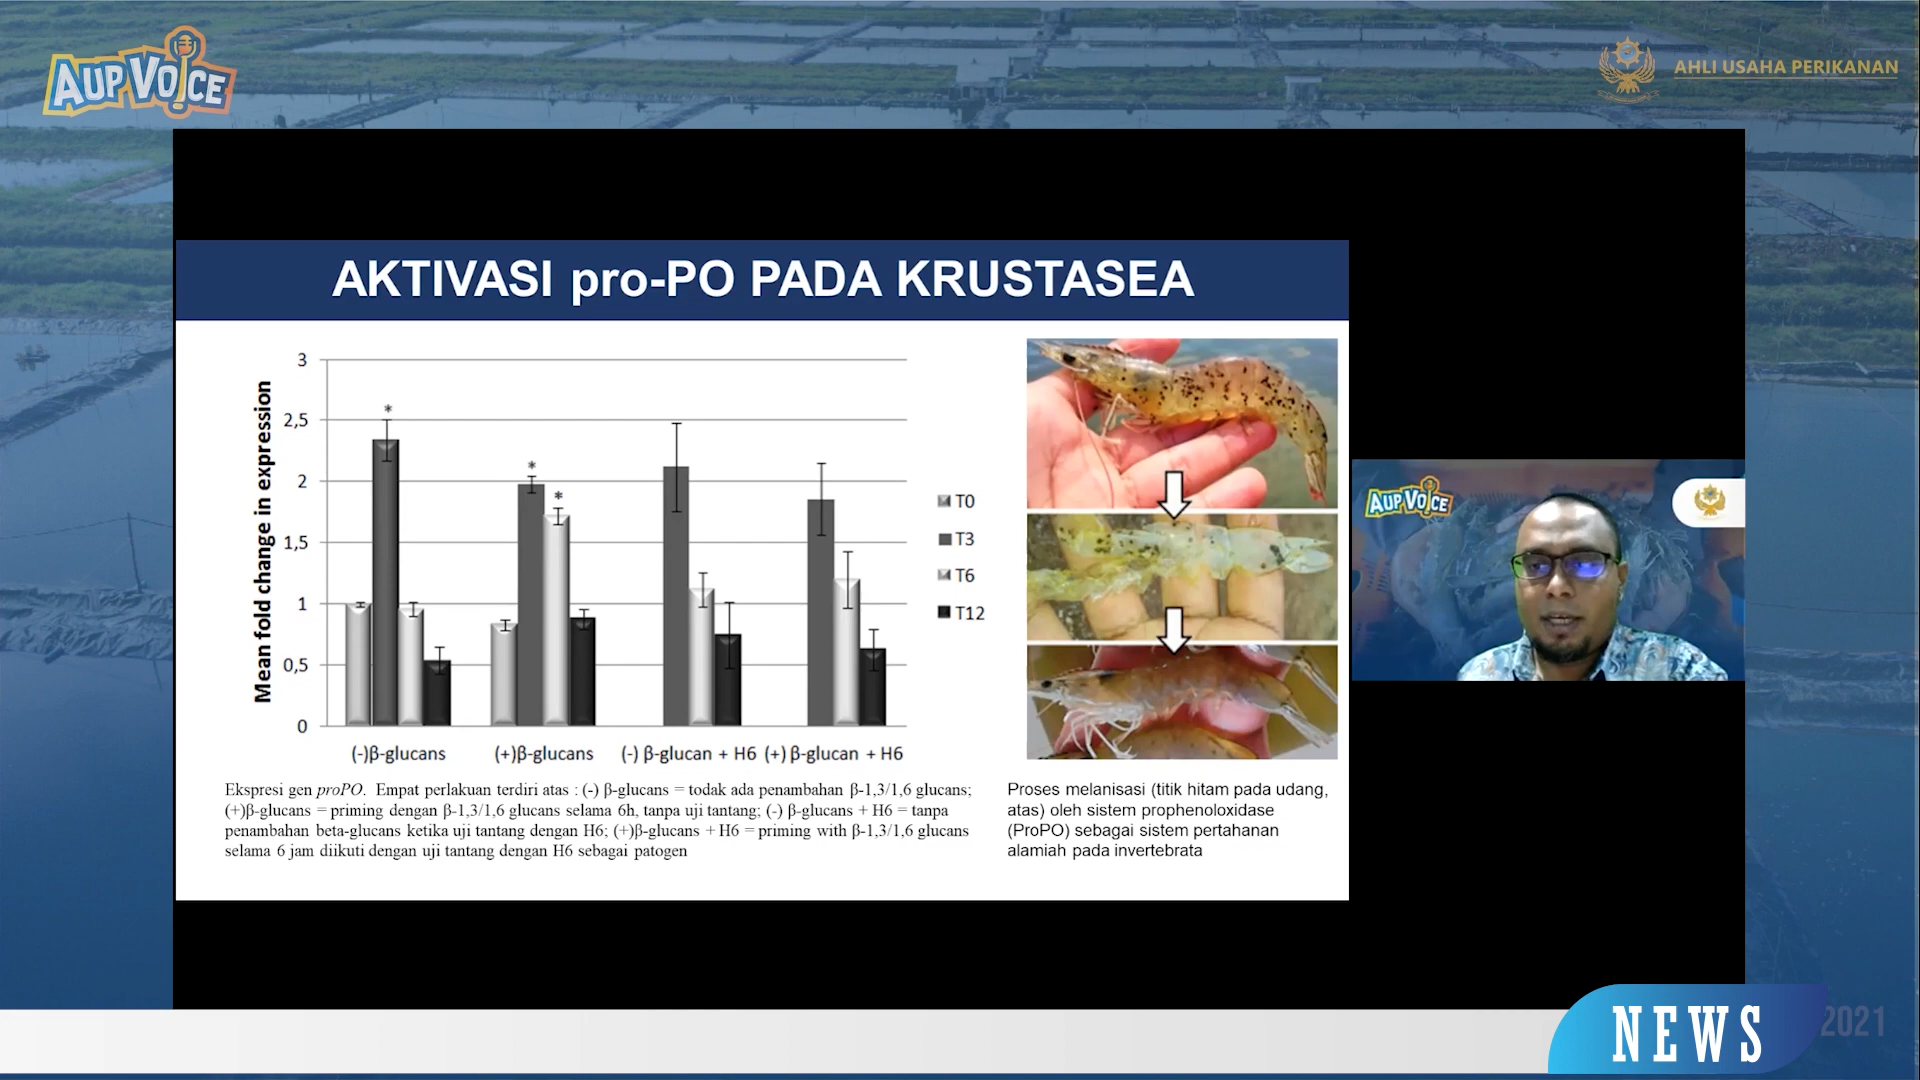 AUP VOICE
AHLI USAHA PERIKANAN
AKTIVASI pro-PO PADA KRUSTASEA
Mean fold change in expression
3
2,5
2
1,5
1
0,5
0
*
*
*
T0
T3
T6
T12
(-)β-glucans
(+)β-glucans
(-) β-glucan + H6
(+) β-glucan + H6
Ekspresi gen proPO. Empat perlakuan terdiri atas : (-) β-glucans = todak ada penambahan β-1,3/1,6 glucans;
(+)β-glucans = priming dengan β-1,3/1,6 glucans selama 6h, tanpa uji tantang; (-) β-glucans + H6 = tanpa
penambahan beta-glucans ketika uji tantang dengan H6; (+)β-glucans + H6 = priming with β-1,3/1,6 glucans
selama 6 jam diikuti dengan uji tantang dengan H6 sebagai patogen
Proses melanisasi (titik hitam pada udang,
atas) oleh sistem prophenoloxidase
(ProPO) sebagai sistem pertahanan
alamiah pada invertebrata
AUP VOICE
NEWS
2021